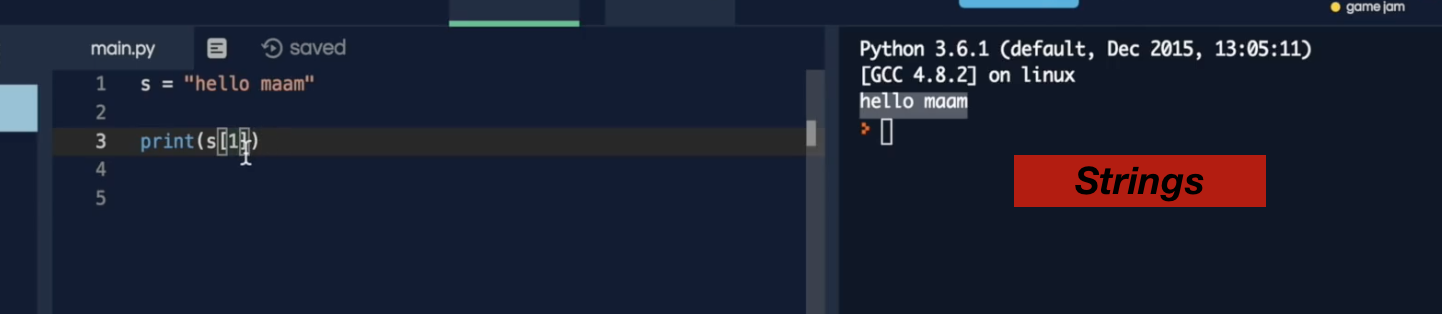 game jam
main.py saved
1 s = "hello maam"
2
3 print(s[1])
4
5
Python 3.6.1 (default, Dec 2015, 13:05:11)
[GCC 4.8.2] on linux
hello maam
Strings